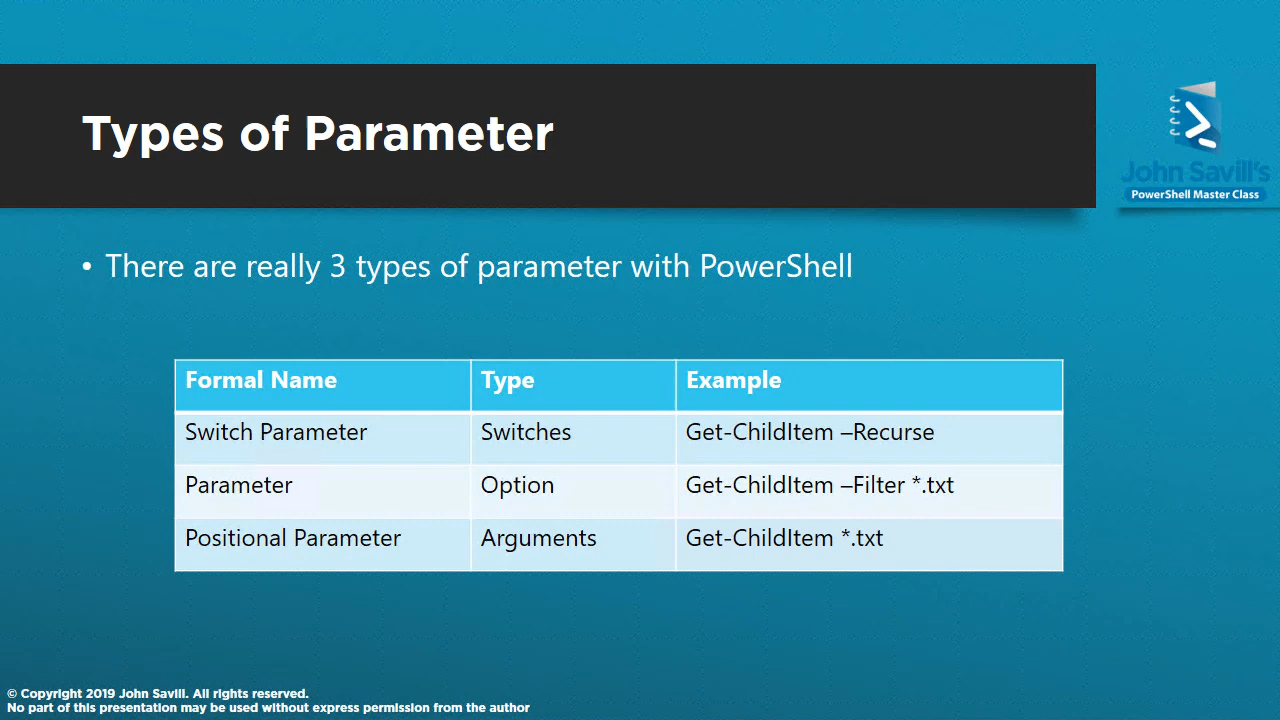 Types of Parameter
John Savill's
PowerShell Master Class
• There are really 3 types of parameter with PowerShell
Formal Name Type Example
Switch Parameter Switches Get-ChildItem –Recurse
Parameter Option Get-ChildItem –Filter *.txt
Positional Parameter Arguments Get-ChildItem *.txt
© Copyright 2019 John Savill. All rights reserved.
No part of this presentation may be used without express permission from the author